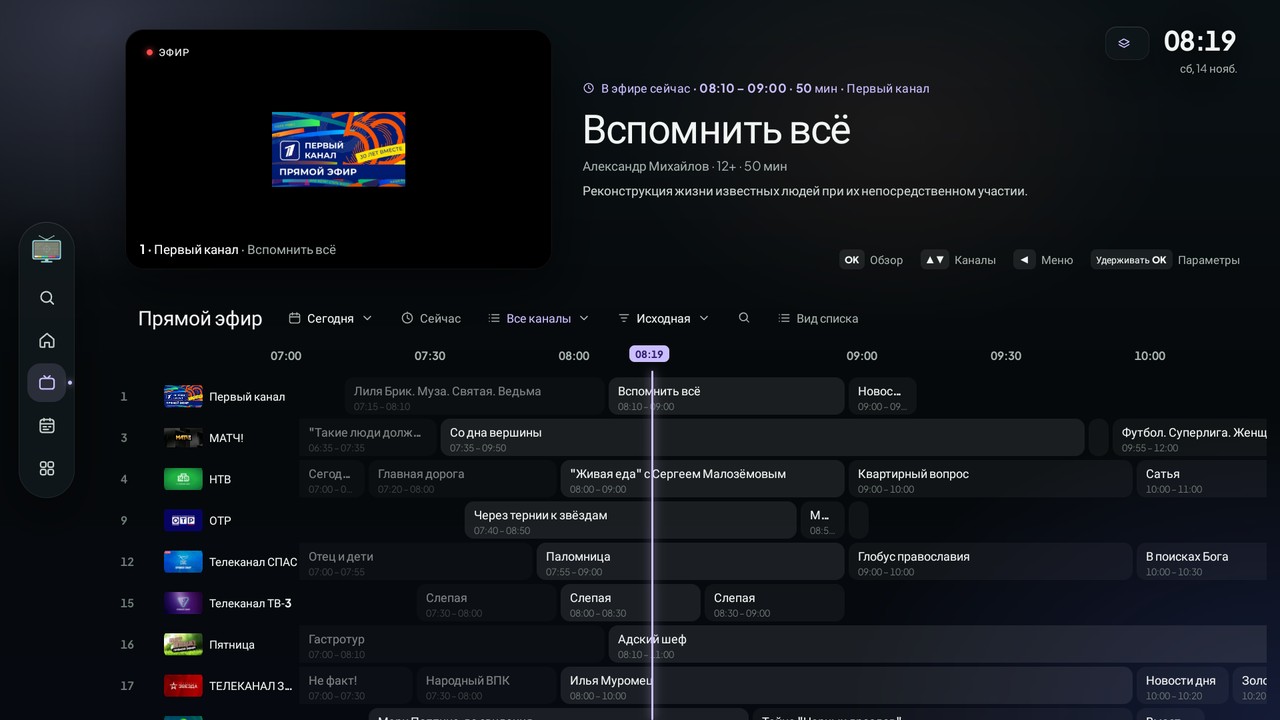 ЭФИР
ПЕРВЫЙ
КАНАЛ
30 ЛЕТ ВМЕСТЕ
ПРЯМОЙ ЭФИР
1 · Первый канал · Вспомнить всё
08:19
сб, 14 нояб.
В эфире сейчас · 08:10 – 09:00 · 50 мин · Первый канал
Вспомнить всё
Александр Михайлов · 12+ · 50 мин
Реконструкция жизни известных людей при их непосредственном участии.
OK Обзор ▲▼ Каналы ◀ Меню Удерживать OK Параметры
Прямой эфир Сегодня Сейчас Все каналы Исходная Вид списка
07:00 07:30 08:00 08:19 09:00 09:30 10:00
1 Первый канал Лиля Брик. Муза. Святая. Ведьма Вспомнить всё Новос...
07:15 – 08:10 08:10 – 09:00 09:00 – 09...
3 МАТЧ! "Такие люди долж... Со дна вершины Футбол. Суперлига. Женщ
06:35 – 07:35 07:35 – 09:50 09:55 – 12:00
4 НТВ Сегод... Главная дорога "Живая еда" с Сергеем Малозёмовым Квартирный вопрос Сатья
07:00 – 0... 07:20 – 08:00 08:00 – 09:00 09:00 – 10:00 10:00 – 11:00
9 ОТР ОТР Через тернии к звёздам М...
07:40 – 08:50 08:5...
12 Телеканал СПАС Отец и дети Паломница Глобус православия В поисках Бога
07:00 – 07:55 07:55 – 09:00 09:00 – 10:00 10:00 – 10:30
15 Телеканал ТВ-3 Слепая Слепая Слепая
07:30 – 08:00 08:00 – 08:30 08:30 – 09:00
16 Пятница Гастротур Адский шеф
07:00 – 08:10 08:10 – 11:00
17 ЗВЕЗДА ТЕЛЕКАНАЛ З... Не факт! Народный ВПК Илья Муромец Новости дня Золо
07:00 – 07:30 07:30 – 08:00 08:00 – 10:00 10:00 – 10:20 10:20